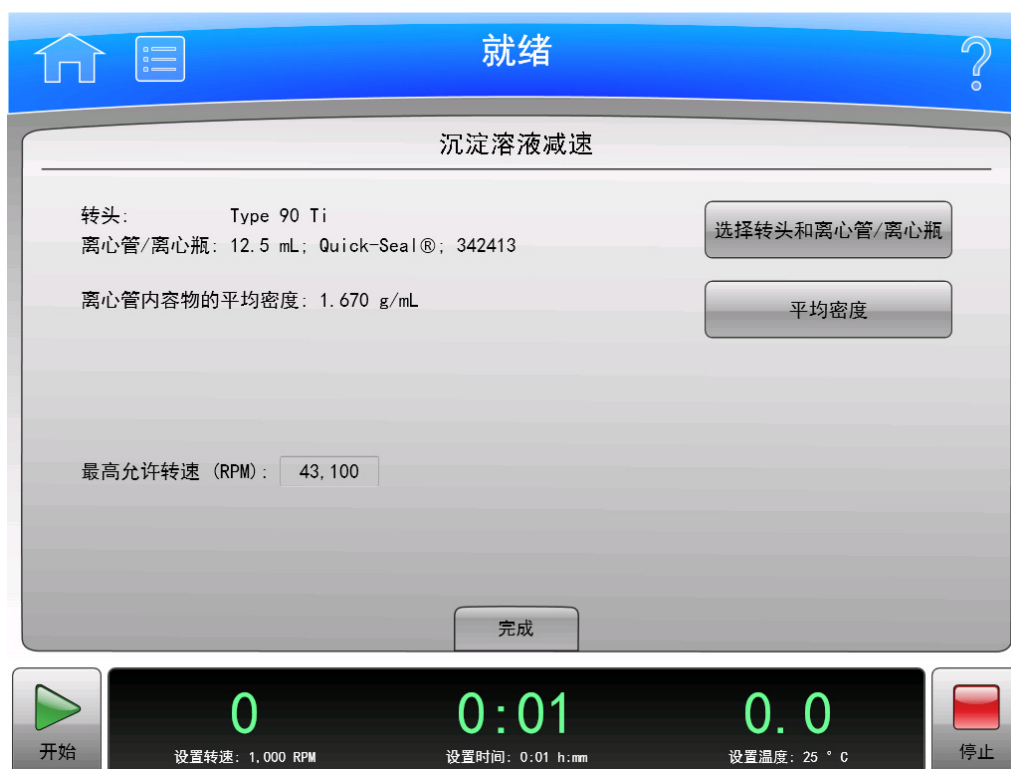 就绪
沉淀溶液减速
转头: Type 90 Ti
选择转头和离心管/离心瓶
离心管/离心瓶: 12.5 mL; Quick-Seal®; 342413
离心管内容物的平均密度: 1.670 g/mL
平均密度
最高允许转速 (RPM): 43,100
完成
0 0:01 0.0
开始 设置转速: 1,000 RPM 设置时间: 0:01 h:mm 设置温度: 25 ° C 停止